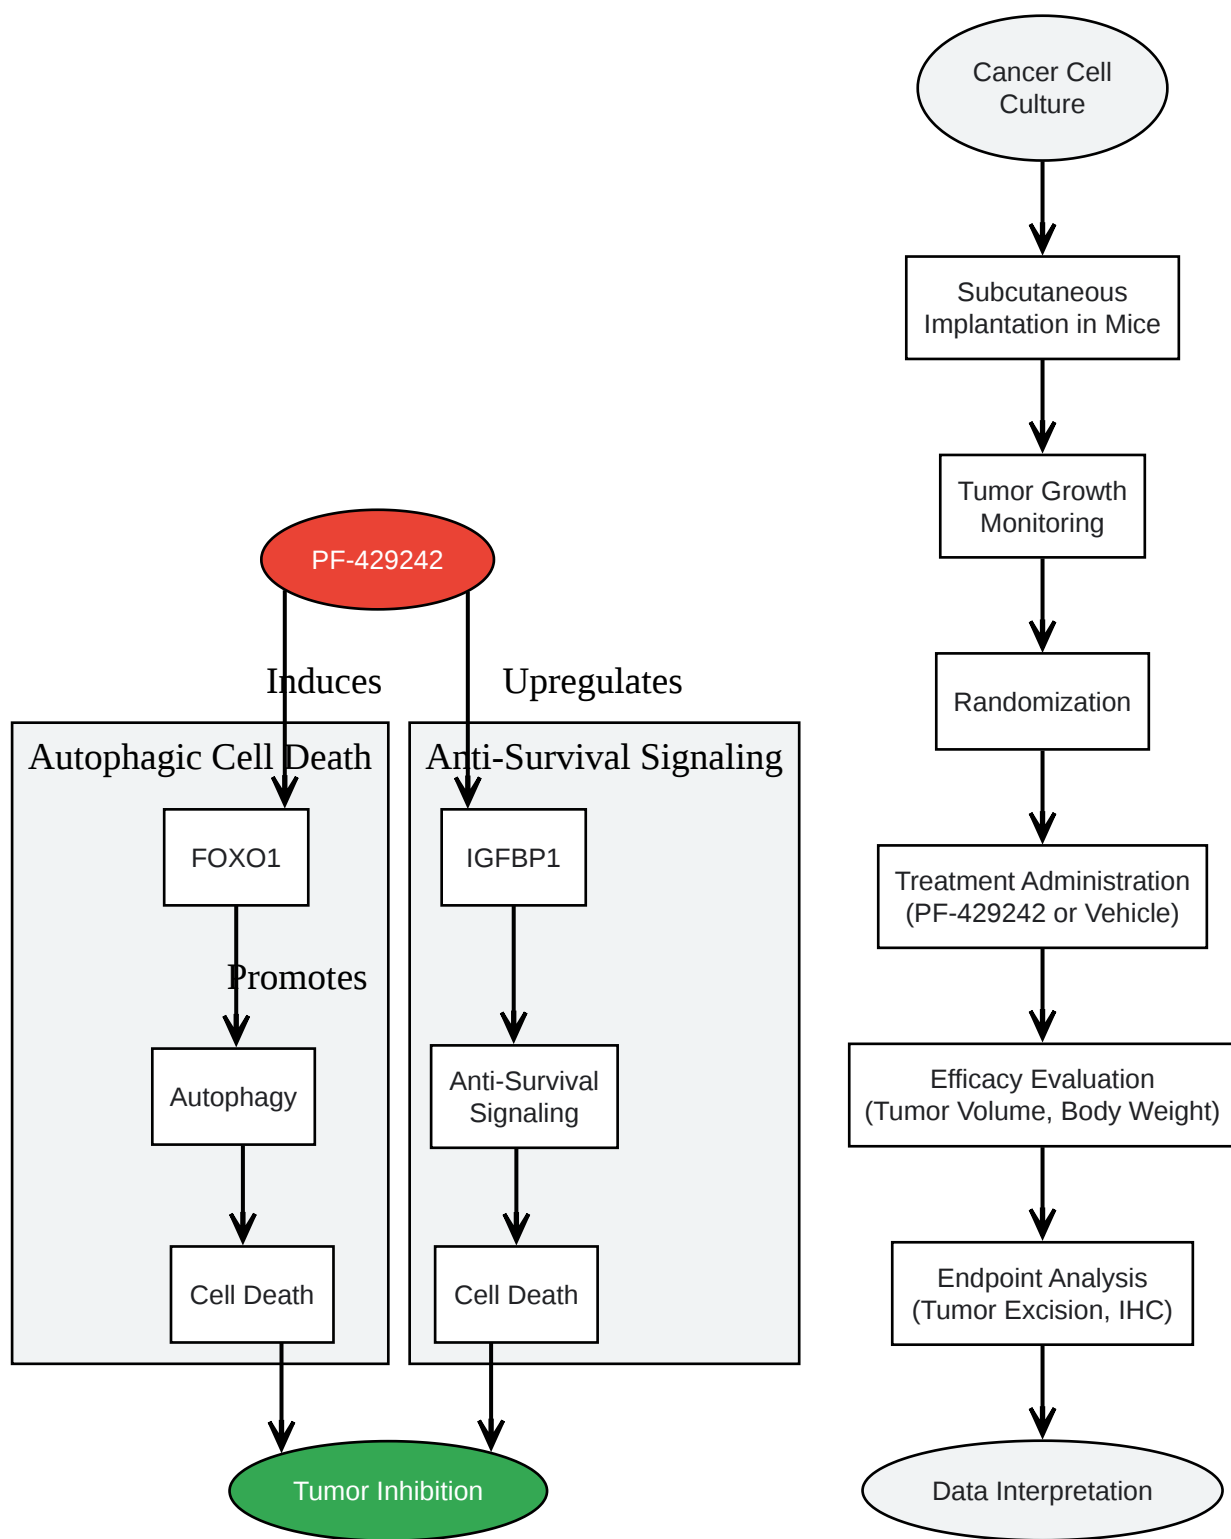 Cancer Cell
Culture
Subcutaneous
Implantation in Mice
Tumor Growth
Monitoring
Randomization
Treatment Administration
(PF-429242 or Vehicle)
Efficacy Evaluation
(Tumor Volume, Body Weight)
Endpoint Analysis
(Tumor Excision, IHC)
Data Interpretation
PF-429242
Induces
Upregulates
Autophagic Cell Death
FOXO1
Promotes
Autophagy
Cell Death
Anti-Survival Signaling
IGFBP1
Anti-Survival
Signaling
Cell Death
Tumor Inhibition